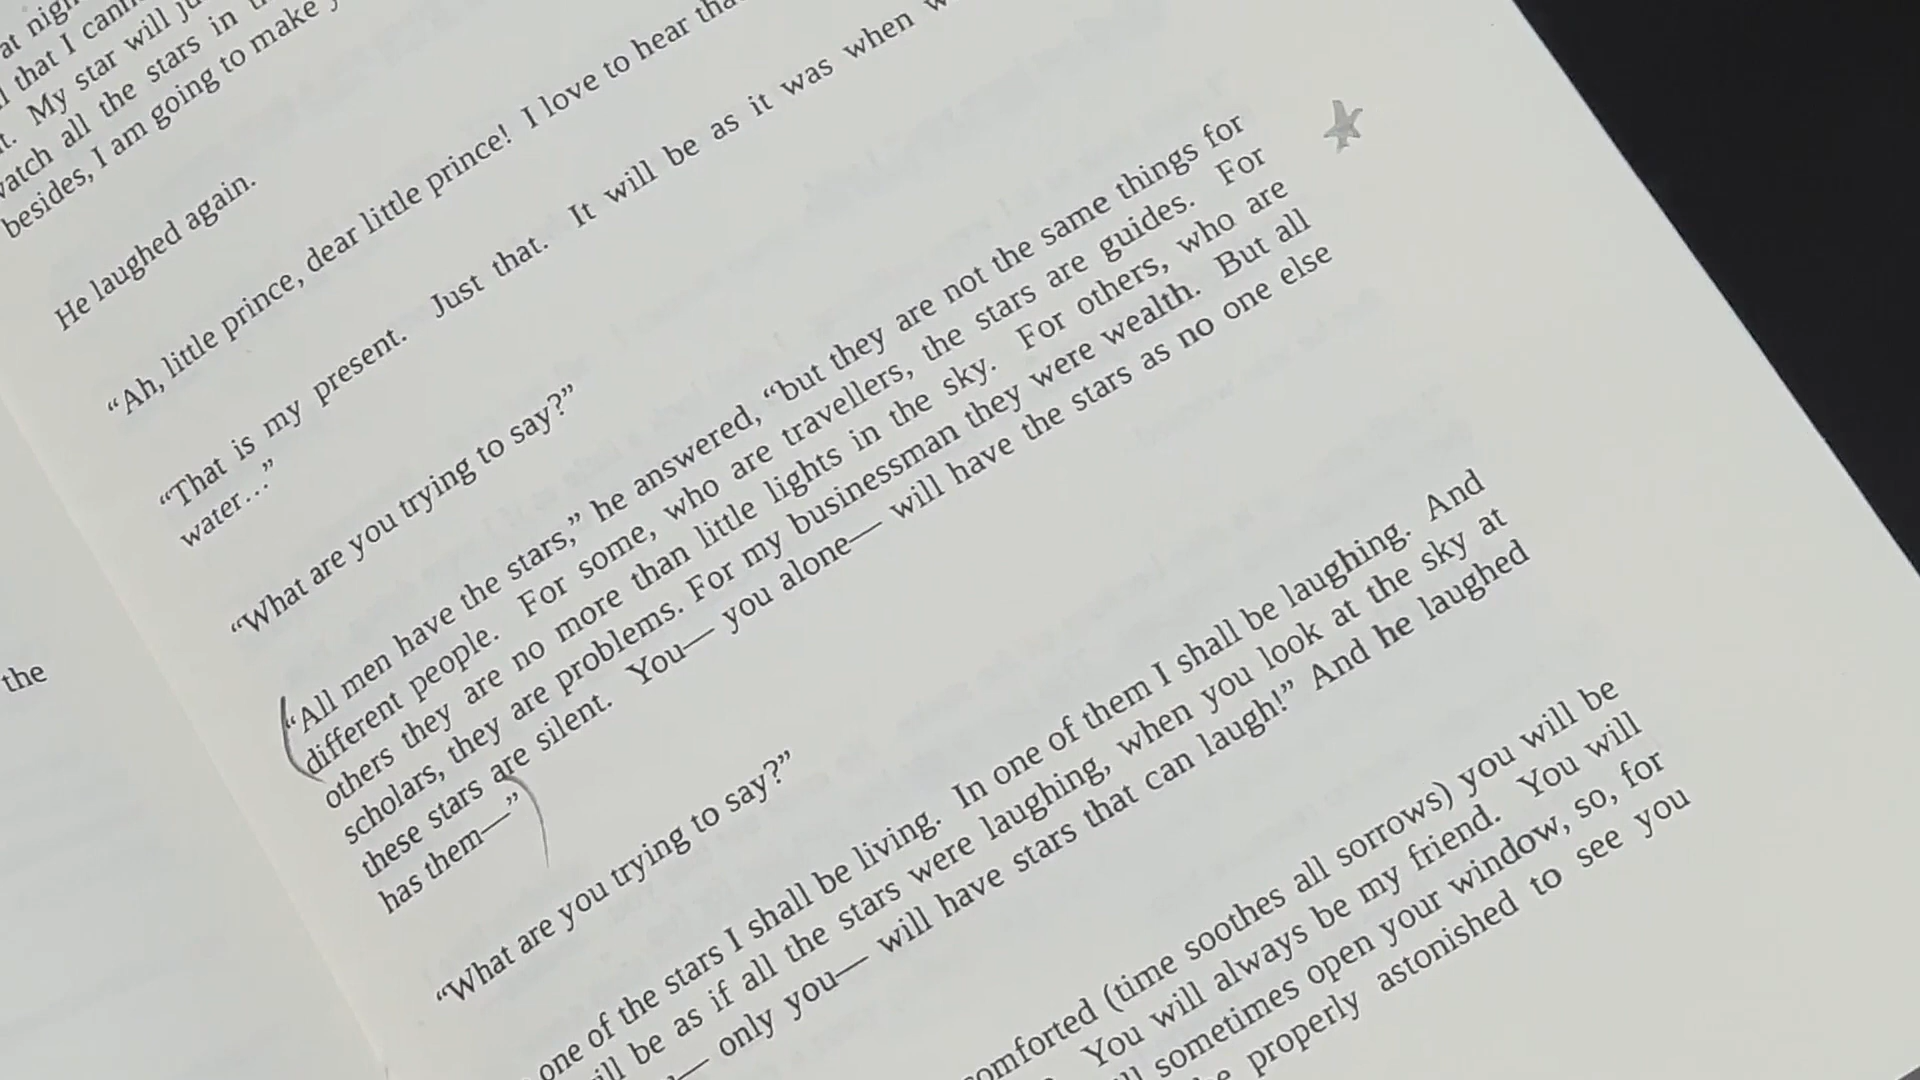 at
that I
t. My star will
watch all the stars in
besides, I am going to make
He laughed again.
“Ah, little prince, dear little prince! I love to hear
“That is my present. Just that. It will be as it was when
water…”
“What are you trying to say?”
“All men have the stars,” he answered, “but they are not the same things for
different people. For some, who are travellers, the stars are guides. For
others they are no more than little lights in the sky. For others, who are
scholars, they are problems. For my businessman they were wealth. But all
these stars are silent. You— you alone— will have the stars as no one else
has them—”
“What are you trying to say?”
one of the stars I shall be living. In one of them I shall be laughing. And
be as if all the stars were laughing, when you look at the sky at
— only you— will have stars that can laugh!” And he laughed
comforted (time soothes all sorrows) you will be
You will always be my friend. You will
sometimes open your window, so, for
properly astonished to see you
the